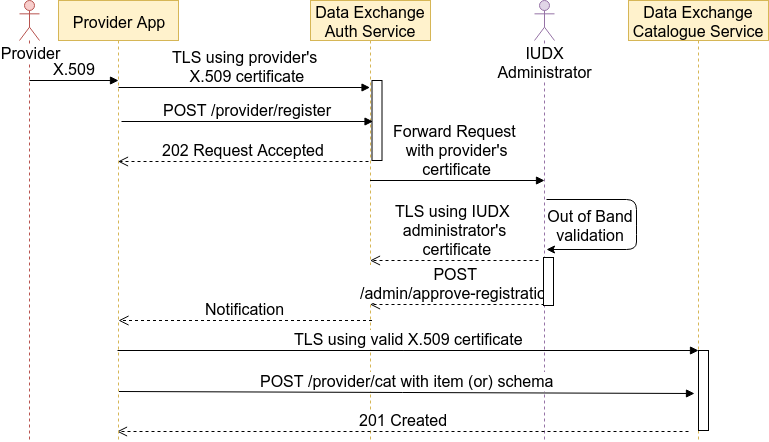 Provider App
Data Exchange
Auth Service
Data Exchange
Catalogue Service
Provider
IUDX
Administrator
X.509
TLS using provider's
X.509 certificate
POST /provider/register
202 Request Accepted
Forward Request
with provider's
certificate
Out of Band
validation
TLS using IUDX
administrator's
certificate
POST
/admin/approve-registratio
Notification
TLS using valid X.509 certificate
POST /provider/cat with item (or) schema
201 Created